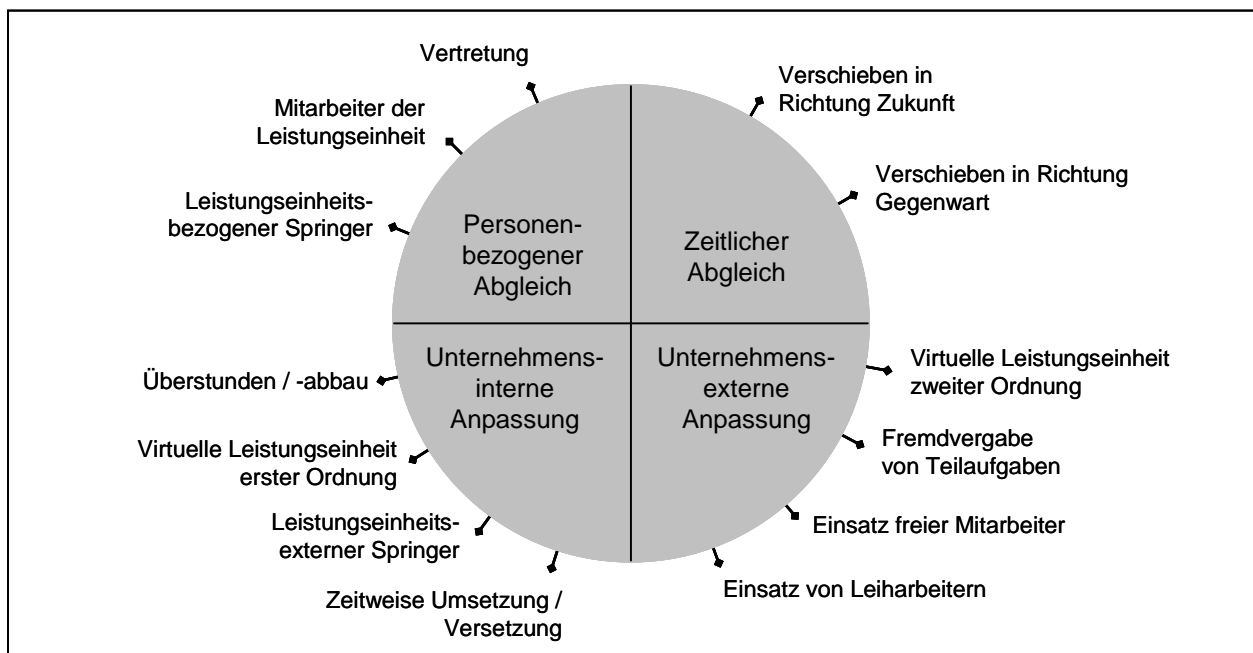 Vertretung
Mitarbeiter der
Leistungseinheit
Leistungseinheits-
bezogener Springer
Personen-
bezogener
Abgleich
Verschieben in
Richtung Zukunft
Verschieben in Richtung
Gegenwart
Zeitlicher
Abgleich
Überstunden / -abbau
Virtuelle Leistungseinheit
erster Ordnung
Leistungseinheits-
externer Springer
Zeitweise Umsetzung /
Versetzung
Unternehmens-
interne
Anpassung
Unternehmens-
externe
Anpassung
Virtuelle Leistungseinheit
zweiter Ordnung
Fremdvergabe
von Teilaufgaben
Einsatz freier Mitarbeiter
Einsatz von Leiharbeitern